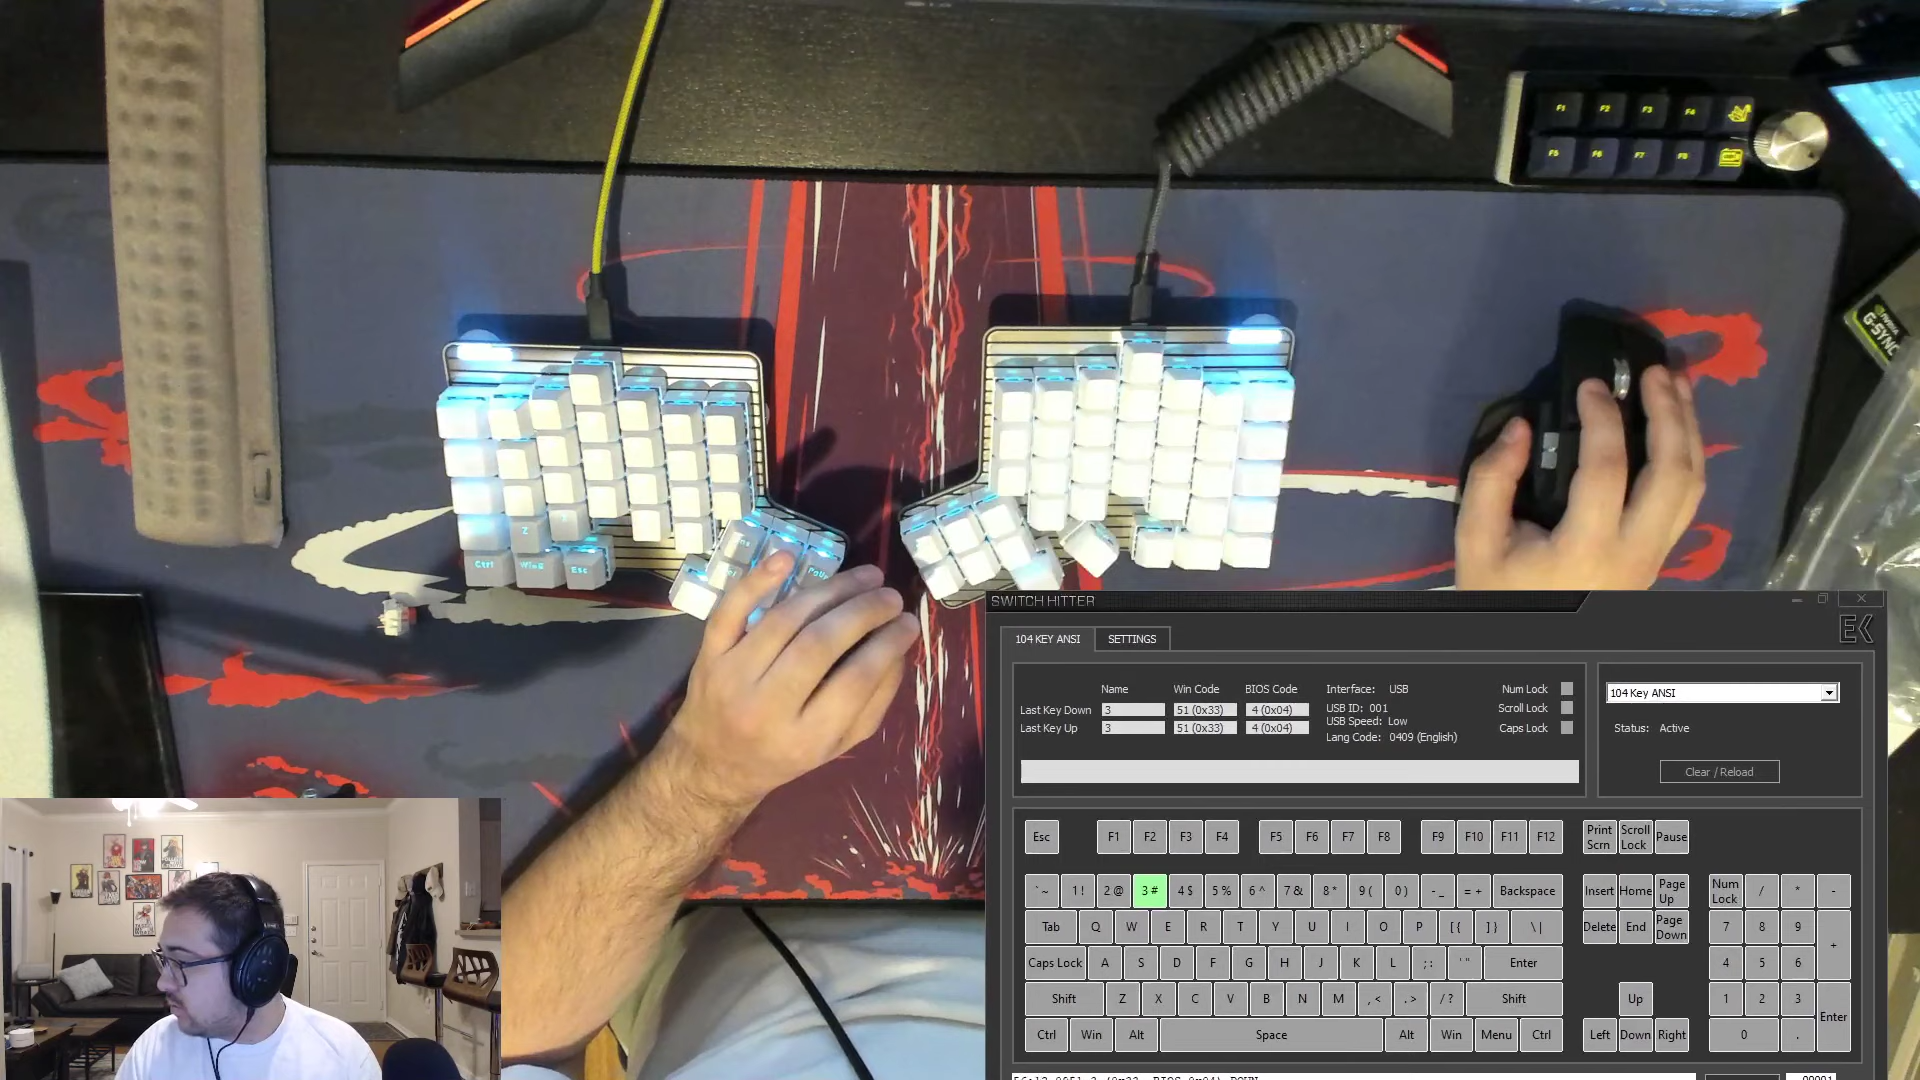 F1 F2 F3 F4
F5 F6 F7 F8
G-SYNC
Z
Ctrl Win Esc
SWITCH HITTER
EK
104 KEY ANSI SETTINGS
Name Win Code BIOS Code Interface: USB Num Lock
104 Key ANSI
Last Key Down 3 51 (0x33) 4 (0x04) USB ID: 001 Scroll Lock
USB Speed: Low
Last Key Up 3 51 (0x33) 4 (0x04) Lang Code: 0409 (English) Caps Lock
Status: Active
Clear / Reload
Esc F1 F2 F3 F4 F5 F6 F7 F8 F9 F10 F11 F12 Print Scrn Scroll Lock Pause
` ~ 1 ! 2 @ 3 # 4 $ 5 % 6 ^ 7 & 8 * 9 ( 0 ) - _ = + Backspace Insert Home Page Up Num Lock / * -
Tab Q W E R T Y U I O P [ { ] } \ | Delete End Page Down 7 8 9 +
Caps Lock A S D F G H J K L ; : ' " Enter 4 5 6
Shift Z X C V B N M , < . > / ? Shift Up 1 2 3 Enter
Ctrl Win Alt Space Alt Win Menu Ctrl Left Down Right 0 .